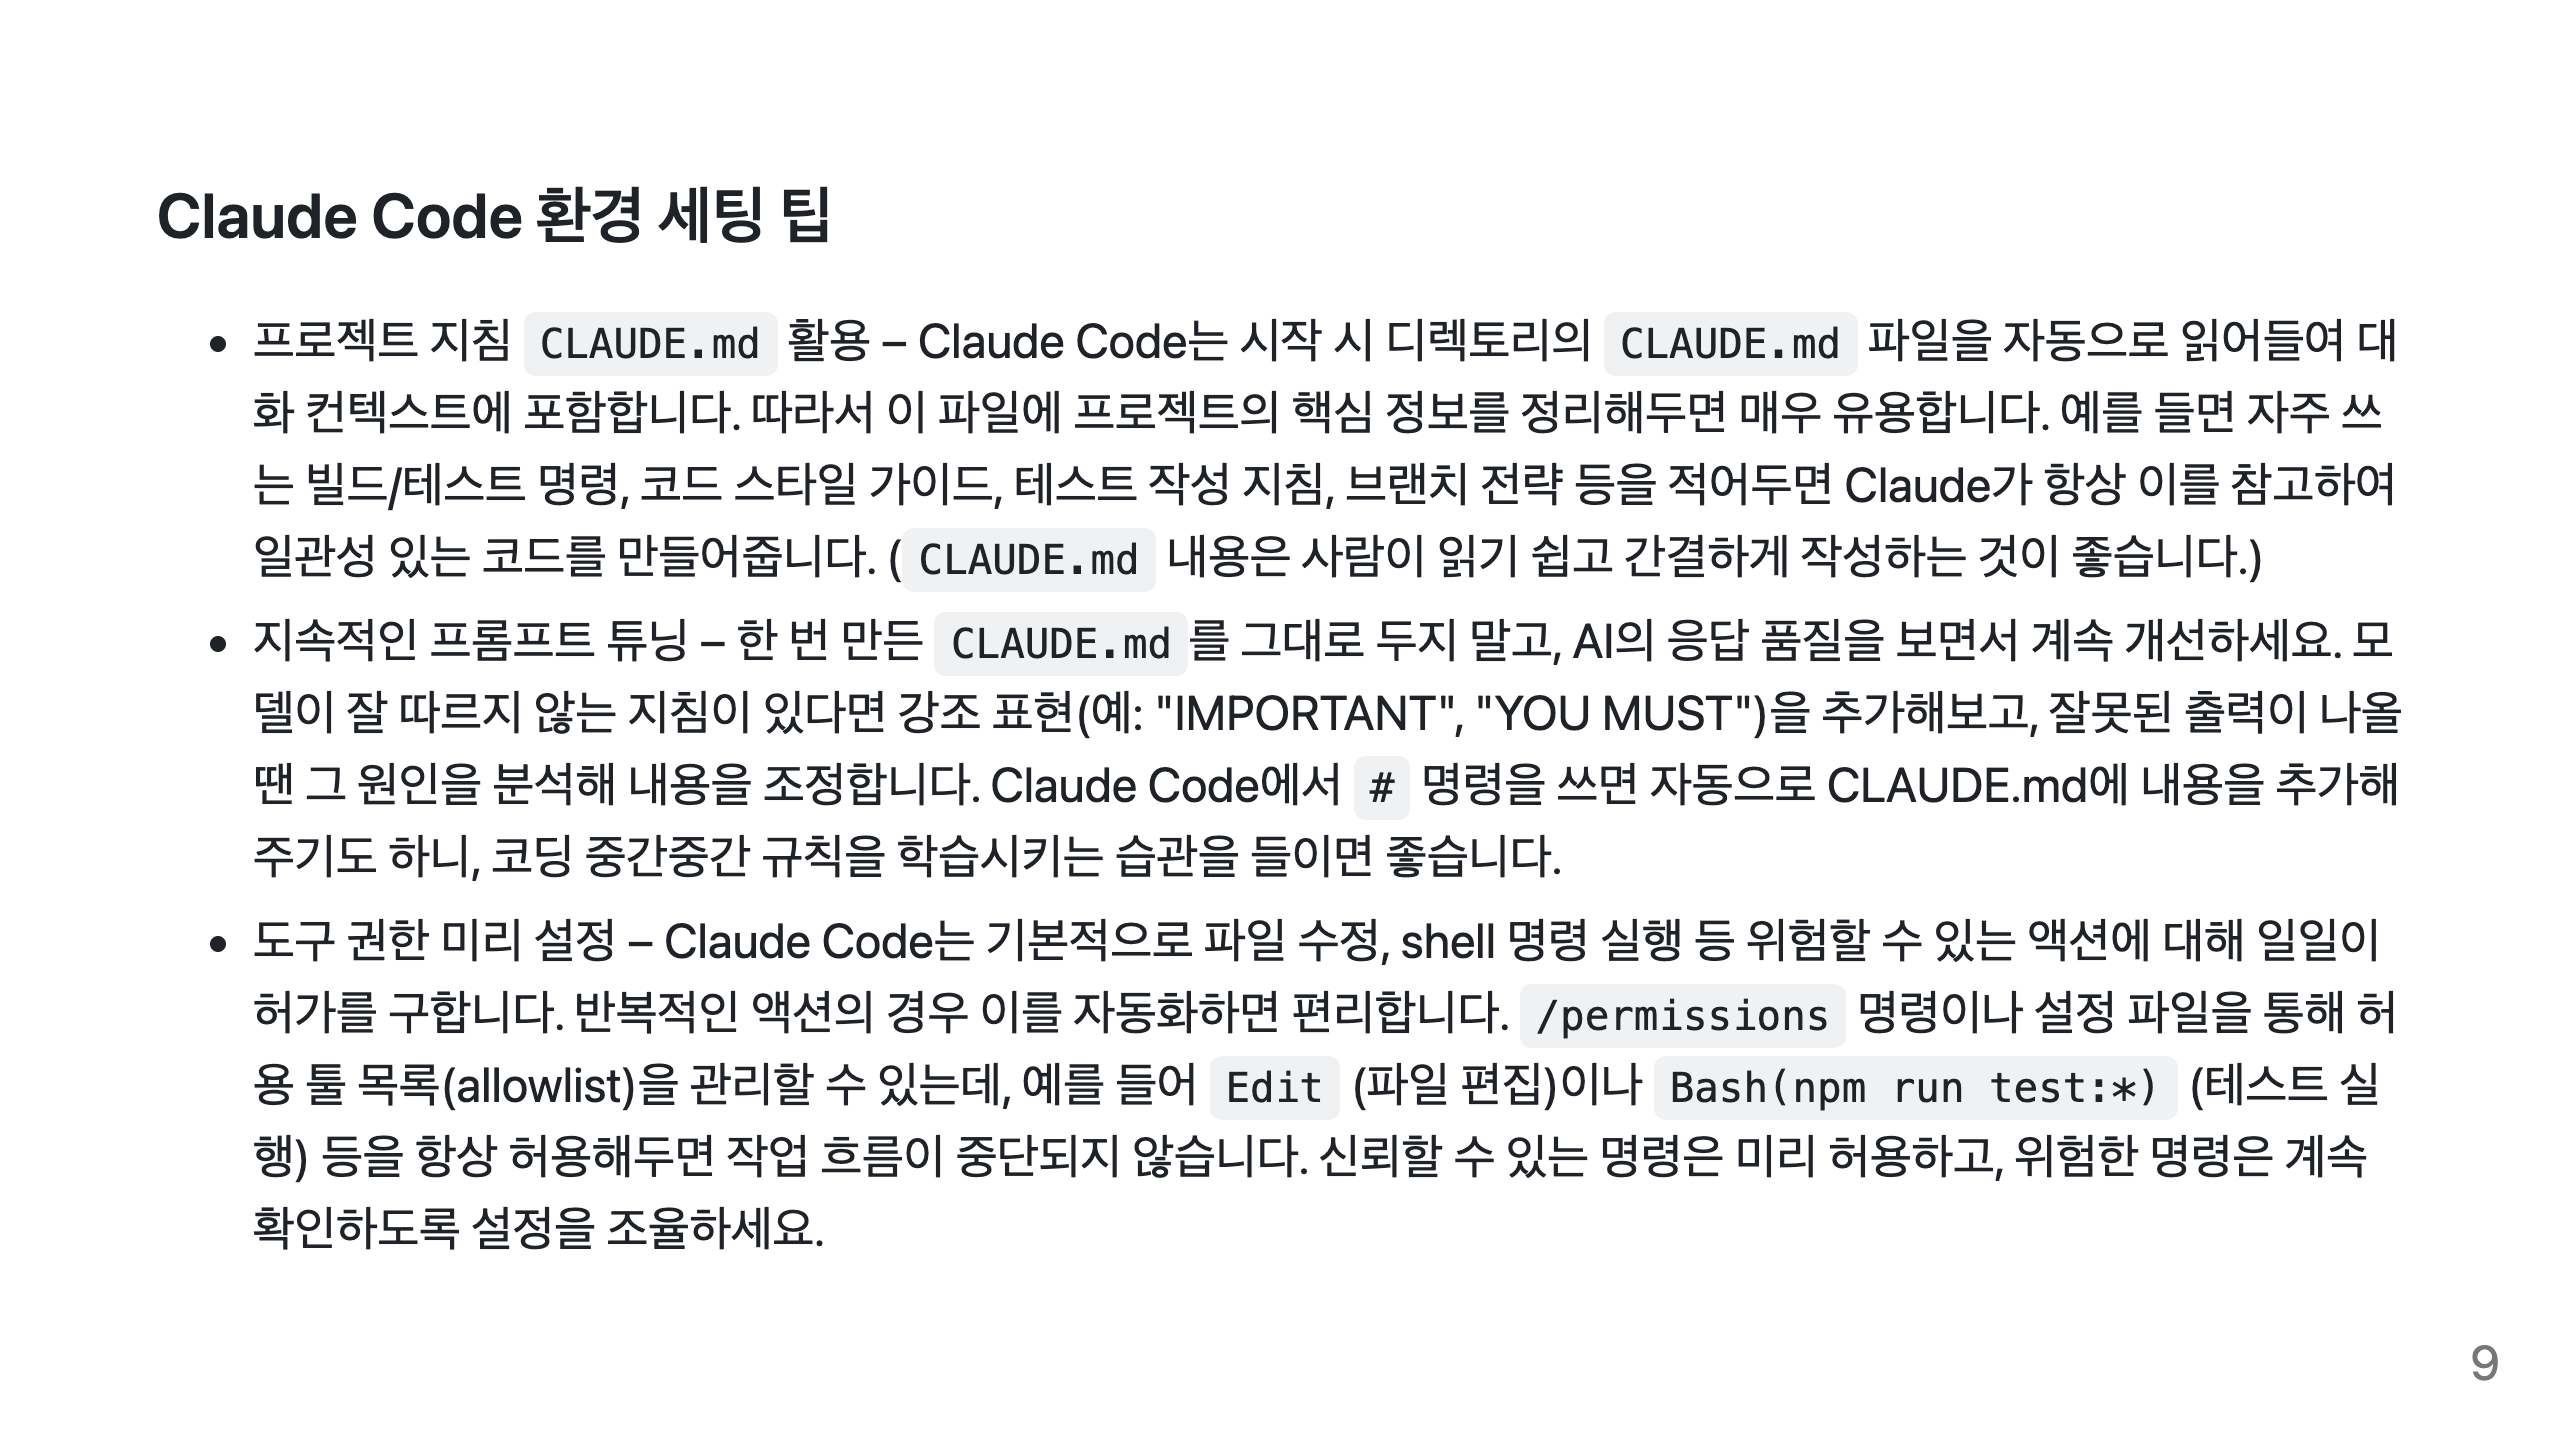 Claude Code 환경 세팅 팁
• 프로젝트 지침 CLAUDE.md 활용 – Claude Code는 시작 시 디렉토리의 CLAUDE.md 파일을 자동으로 읽어들여 대
화 컨텍스트에 포함합니다. 따라서 이 파일에 프로젝트의 핵심 정보를 정리해두면 매우 유용합니다. 예를 들면 자주 쓰
는 빌드/테스트 명령, 코드 스타일 가이드, 테스트 작성 지침, 브랜치 전략 등을 적어두면 Claude가 항상 이를 참고하여
일관성 있는 코드를 만들어줍니다. (CLAUDE.md 내용은 사람이 읽기 쉽고 간결하게 작성하는 것이 좋습니다.)
• 지속적인 프롬프트 튜닝 – 한 번 만든 CLAUDE.md를 그대로 두지 말고, AI의 응답 품질을 보면서 계속 개선하세요. 모
델이 잘 따르지 않는 지침이 있다면 강조 표현(예: "IMPORTANT", "YOU MUST")을 추가해보고, 잘못된 출력이 나올
땐 그 원인을 분석해 내용을 조정합니다. Claude Code에서 # 명령을 쓰면 자동으로 CLAUDE.md에 내용을 추가해
주기도 하니, 코딩 중간중간 규칙을 학습시키는 습관을 들이면 좋습니다.
• 도구 권한 미리 설정 – Claude Code는 기본적으로 파일 수정, shell 명령 실행 등 위험할 수 있는 액션에 대해 일일이
허가를 구합니다. 반복적인 액션의 경우 이를 자동화하면 편리합니다. /permissions 명령이나 설정 파일을 통해 허
용 툴 목록(allowlist)을 관리할 수 있는데, 예를 들어 Edit (파일 편집)이나 Bash(npm run test:*) (테스트 실
행) 등을 항상 허용해두면 작업 흐름이 중단되지 않습니다. 신뢰할 수 있는 명령은 미리 허용하고, 위험한 명령은 계속
확인하도록 설정을 조율하세요.
9